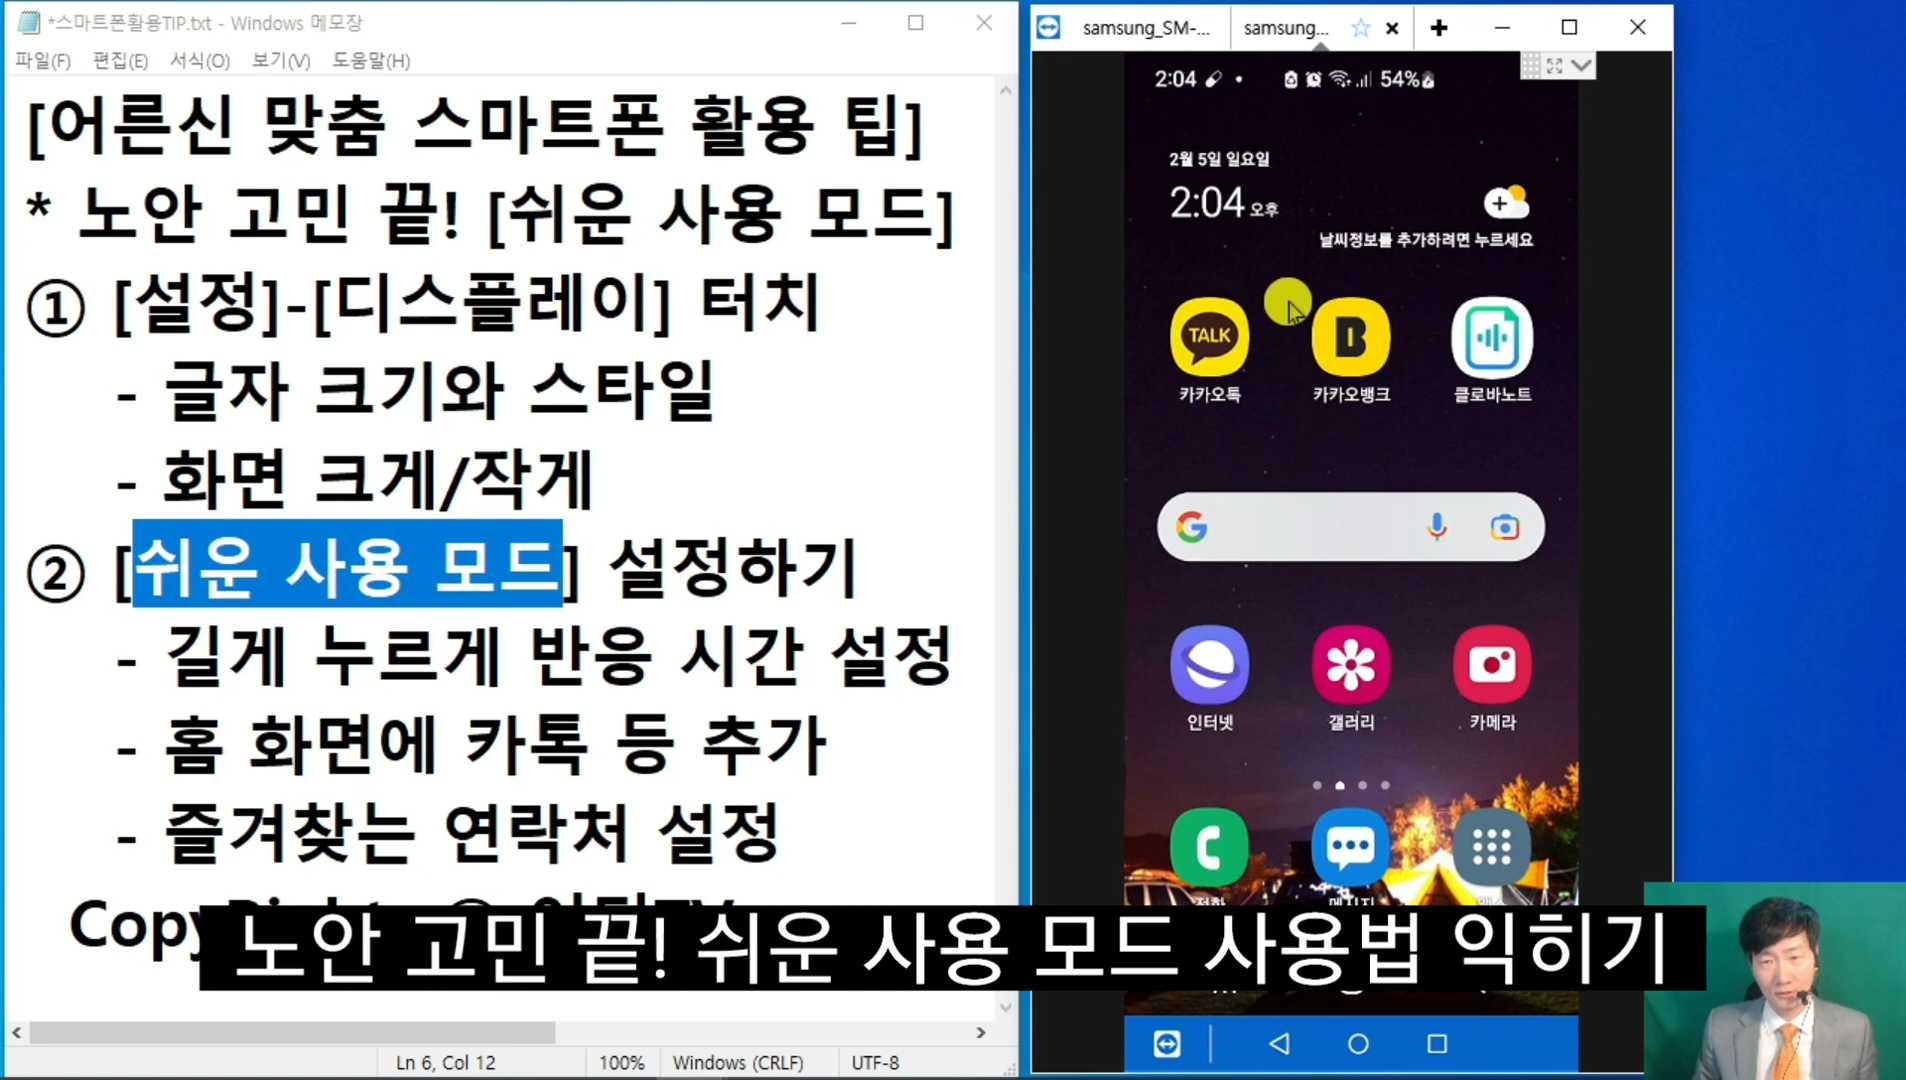 *스마트폰활용TIP.txt - Windows 메모장
파일(F) 편집(E) 서식(O) 보기(V) 도움말(H)
[어른신 맞춤 스마트폰 활용 팁]
* 노안 고민 끝! [쉬운 사용 모드]
① [설정]-[디스플레이] 터치
- 글자 크기와 스타일
- 화면 크게/작게
② [쉬운 사용 모드] 설정하기
- 길게 누르게 반응 시간 설정
- 홈 화면에 카톡 등 추가
- 즐겨찾는 연락처 설정
Ln 6, Col 12 100% Windows (CRLF) UTF-8
samsung_SM-... samsung...
2:04 54%
2월 5일 일요일
2:04 오후
날씨정보를 추가하려면 누르세요
TALK B
카카오톡 카카오뱅크 클로바노트
G
인터넷 갤러리 카메라
노안 고민 끝! 쉬운 사용 모드 사용법 익히기